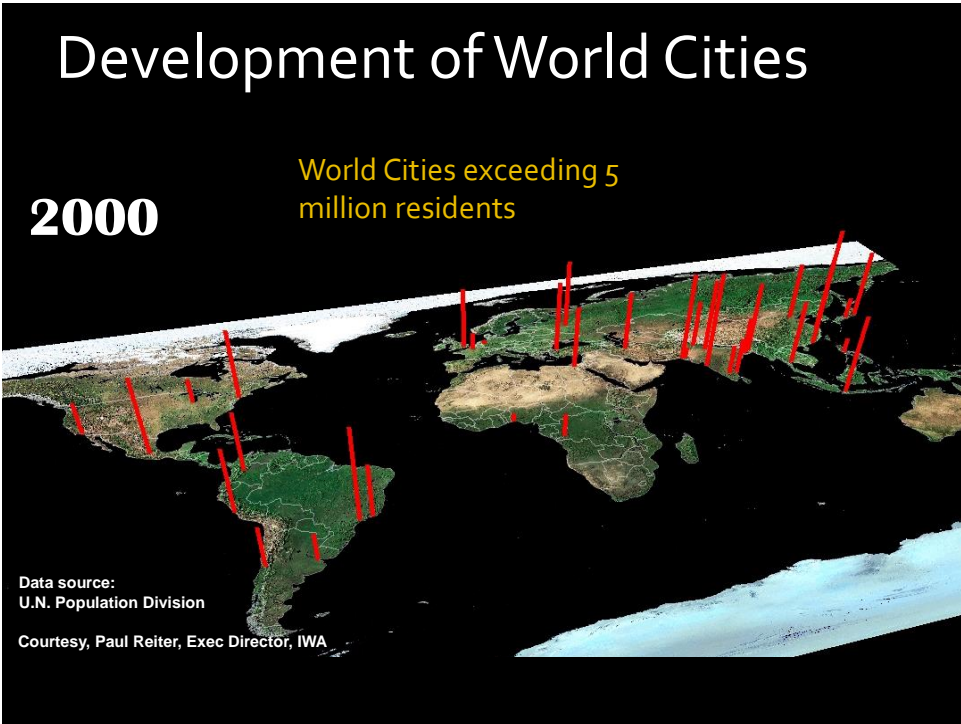 Development of World Cities
World Cities exceeding 5
million residents
2000
Data source:
U.N. Population Division
Courtesy, Paul Reiter, Exec Director, IWA